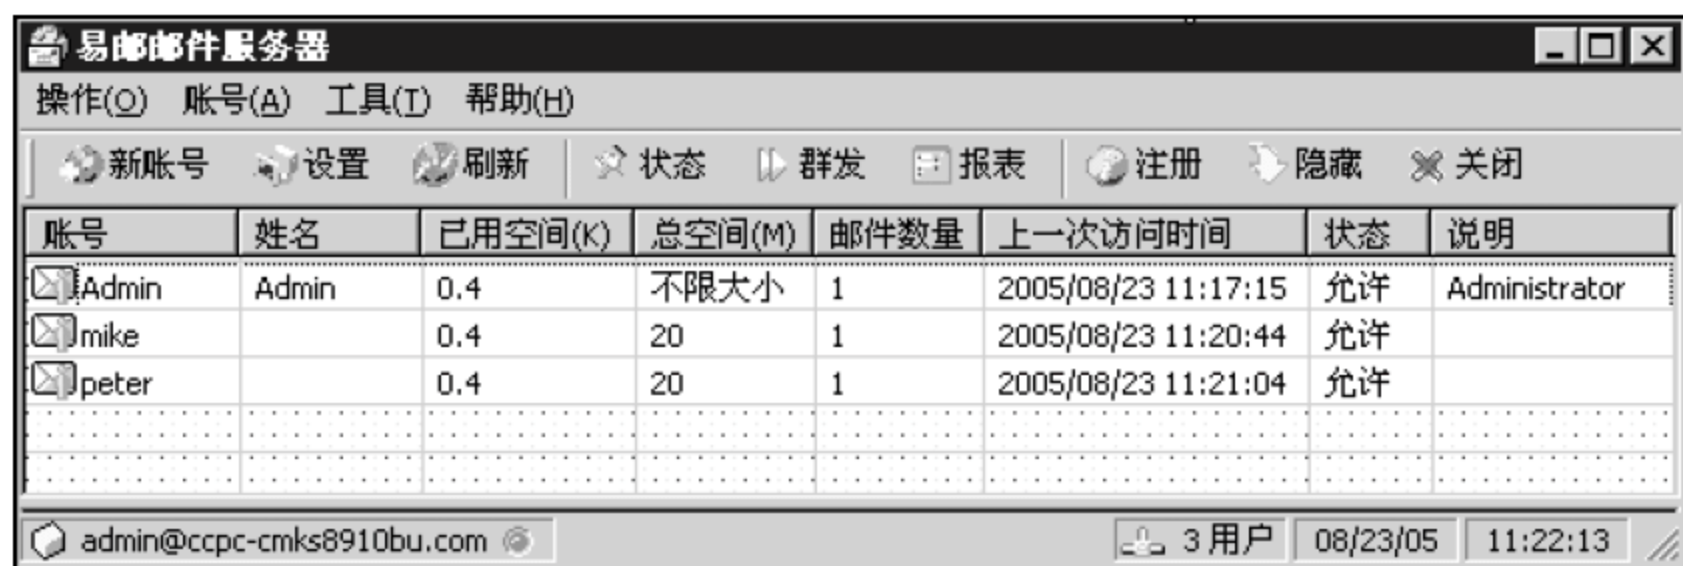 易邮邮件服务器
操作(O) 账号(A) 工具(T) 帮助(H)
新账号 设置 刷新 状态 群发 报表 注册 隐藏 关闭
账号 姓名 已用空间(K) 总空间(M) 邮件数量 上一次访问时间 状态 说明
Admin Admin 0.4 不限大小 1 2005/08/23 11:17:15 允许 Administrator
mike 0.4 20 1 2005/08/23 11:20:44 允许
peter 0.4 20 1 2005/08/23 11:21:04 允许
admin@ccpc-cmks8910bu.com 3 用户 08/23/05 11:22:13